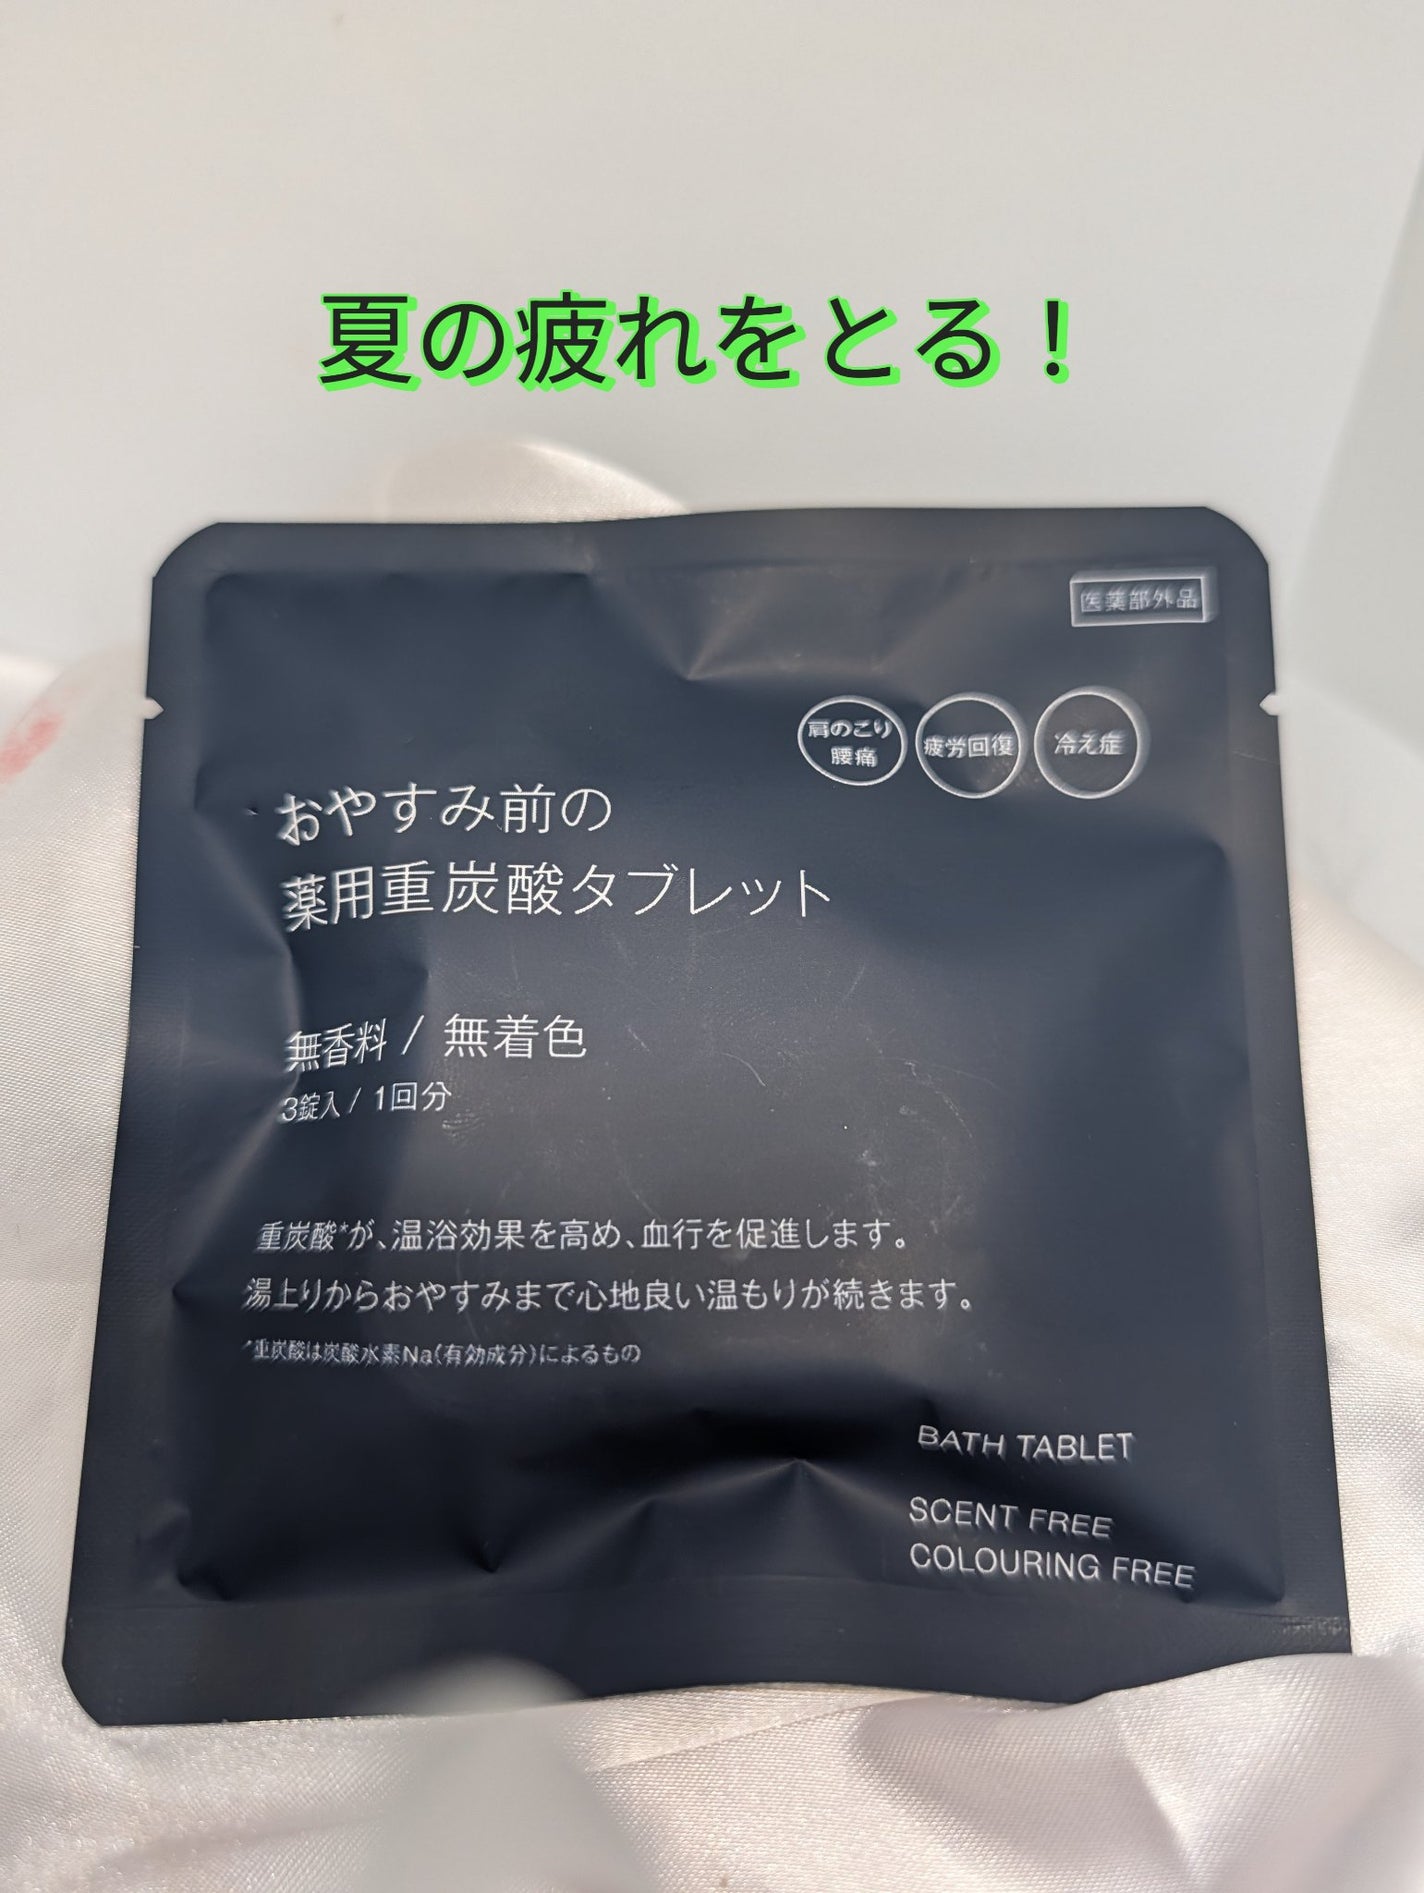 夏の疲れをとる！
医薬部外品
肩のこり
腰痛
疲労回復
冷え症
おやすみ前の
薬用重炭酸タブレット
無香料 / 無着色
3錠入 / 1回分
重炭酸*が、温浴効果を高め、血行を促進します。
湯上りからおやすみまで心地良い温もりが続きます。
*重炭酸は炭酸水素Na(有効成分)によるもの
BATH TABLET
SCENT FREE
COLOURING FREE